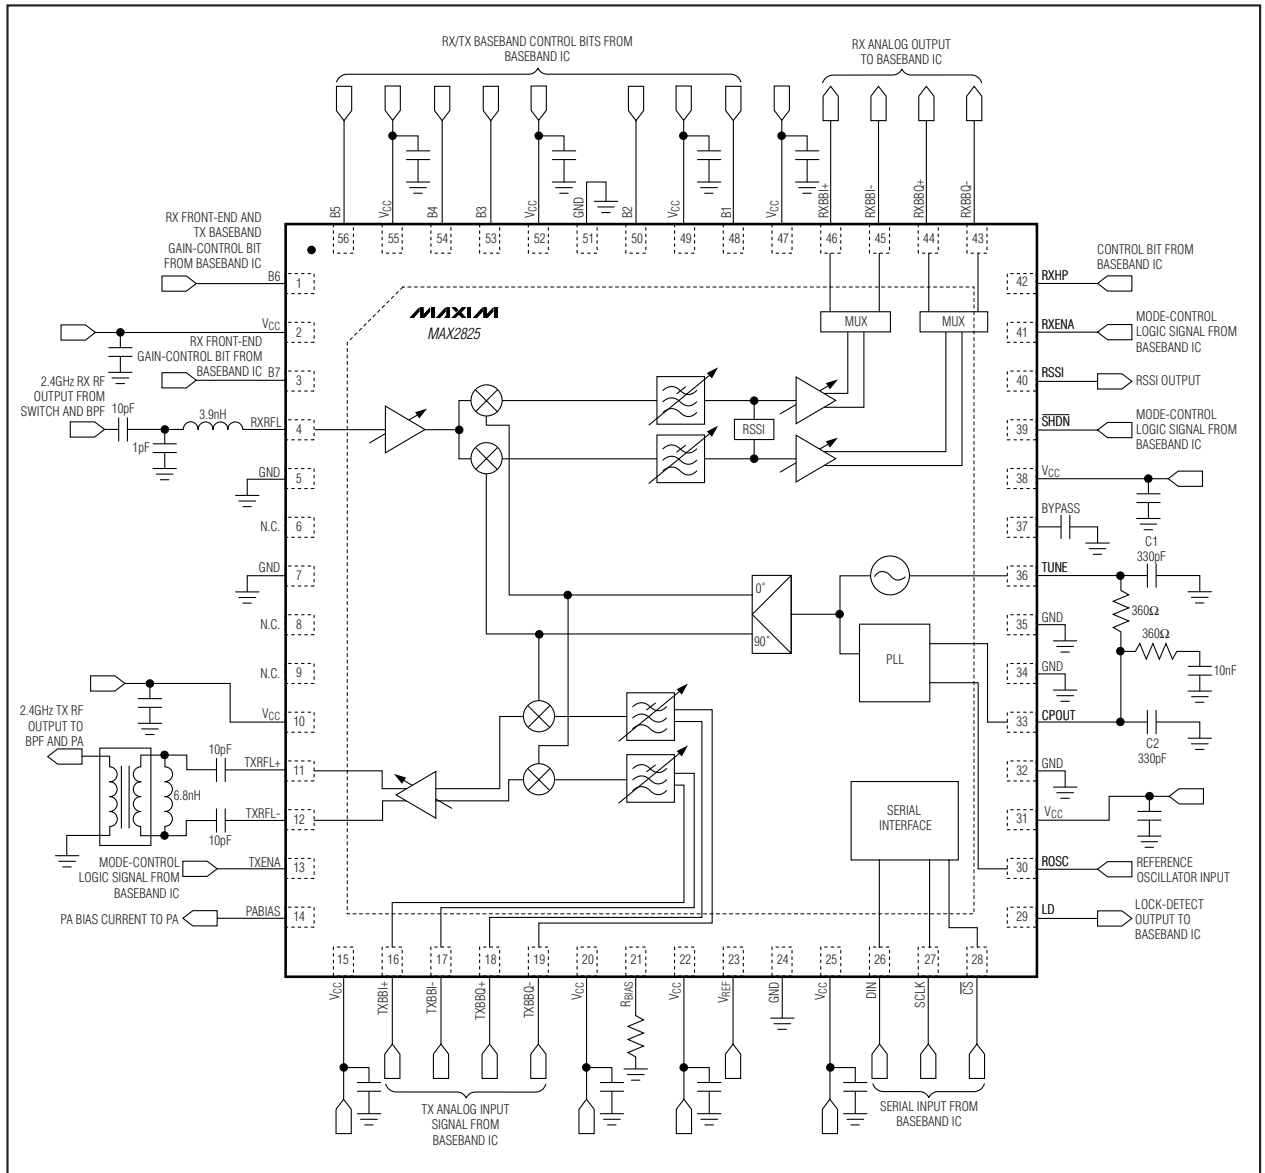 RX/TX BASEBAND CONTROL BITS FROM
BASEBAND IC
RX ANALOG OUTPUT
TO BASEBAND IC
B5
VCC
B4
B3
VCC
GND
B2
VCC
B1
VCC
RXBBI+
RXBBI-
RXBBQ+
RXBBQ-
56
55
54
53
52
51
50
49
48
47
46
45
44
43
RX FRONT-END AND
TX BASEBAND
GAIN-CONTROL BIT
FROM BASEBAND IC
B6
1
VCC
2
RX FRONT-END
GAIN-CONTROL BIT FROM
BASEBAND IC
B7
3
2.4GHz RX RF
OUTPUT FROM
SWITCH AND BPF
10pF
1pF
3.9nH
RXRFL
4
GND
5
N.C.
6
GND
7
N.C.
8
N.C.
9
VCC
10
2.4GHz TX RF
OUTPUT TO
BPF AND PA
10pF
TXRFL+
11
6.8nH
TXRFL-
12
10pF
MODE-CONTROL
LOGIC SIGNAL FROM
BASEBAND IC
TXENA
13
PA BIAS CURRENT TO PA
PABIAS
14
MAXIM
MAX2825
MUX
MUX
RSSI
0°
90°
PLL
SERIAL
INTERFACE
42
RXHP
CONTROL BIT FROM
BASEBAND IC
41
RXENA
MODE-CONTROL
LOGIC SIGNAL FROM
BASEBAND IC
40
RSSI
RSSI OUTPUT
39
SHDN
MODE-CONTROL
LOGIC SIGNAL FROM
BASEBAND IC
38
VCC
37
BYPASS
C1
330pF
36
TUNE
360Ω
35
GND
360Ω
10nF
34
GND
33
CPOUT
C2
330pF
32
GND
31
VCC
30
ROSC
REFERENCE
OSCILLATOR INPUT
29
LD
LOCK-DETECT
OUTPUT TO
BASEBAND IC
15
16
17
18
19
20
21
22
23
24
25
26
27
28
VCC
TXBBI+
TXBBI-
TXBBQ+
TXBBQ-
VCC
RBIAS
VCC
VREF
GND
VCC
DIN
SCLK
CS
TX ANALOG INPUT
SIGNAL FROM
BASEBAND IC
SERIAL INPUT FROM
BASEBAND IC